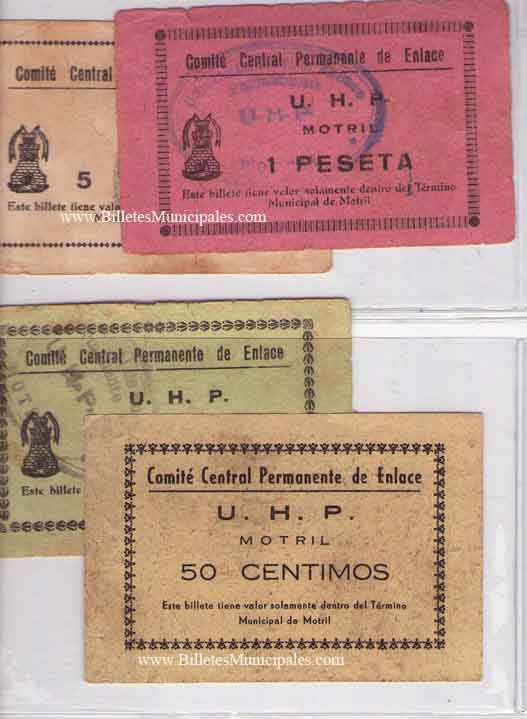 Comité Central
5
Este billete tiene valor
www.BilletesMunicipales.com
Comité Central Permanente de Enlace
U. H. P.
MOTRIL
1 PESETA
Este billete tiene valor solamente dentro del Término
Municipal de Motril
Comité Central Permanente de Enlace
U. H. P.
Este billete
Comité Central Permanente de Enlace
U. H. P.
MOTRIL
50 CENTIMOS
Este billete tiene valor solamente dentro del Término
Municipal de Motril
www.BilletesMunicipales.com